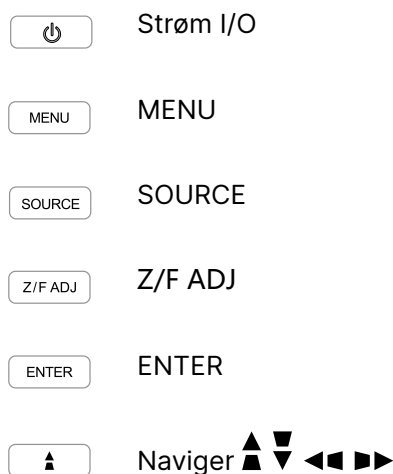 Strøm I/O
MENU MENU
SOURCE SOURCE
Z/F ADJ Z/F ADJ
ENTER ENTER
Naviger